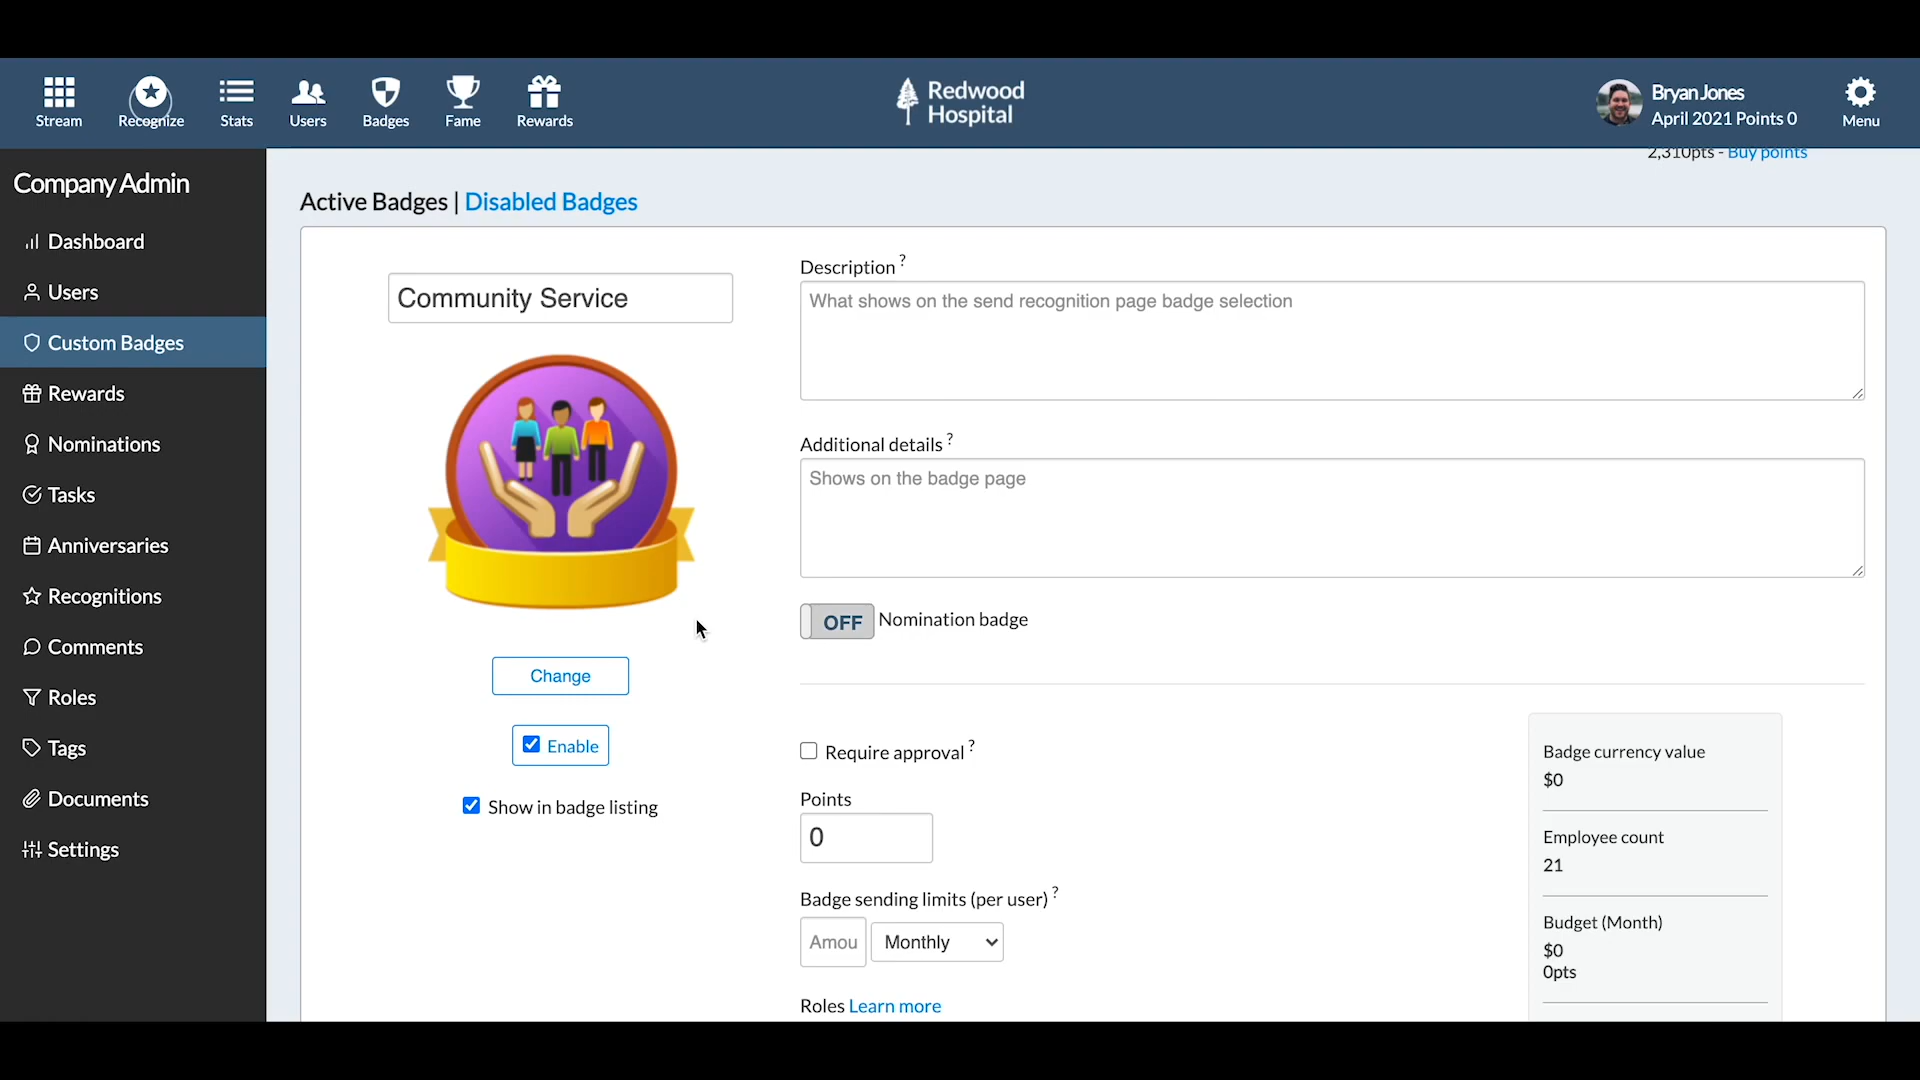 Stream
Recognize
Stats
Users
Badges
Fame
Rewards
Redwood
Hospital
Bryan Jones
April 2021 Points 0
Menu
2,310pts - Buy points
Company Admin
Dashboard
Users
Custom Badges
Rewards
Nominations
Tasks
Anniversaries
Recognitions
Comments
Roles
Tags
Documents
Settings
Active Badges | Disabled Badges
Community Service
Change
Enable
Show in badge listing
Description ?
What shows on the send recognition page badge selection
Additional details ?
Shows on the badge page
OFF Nomination badge
Require approval ?
Points
0
Badge sending limits (per user) ?
Amou Monthly
Roles Learn more
Badge currency value
$0
Employee count
21
Budget (Month)
$0
0pts